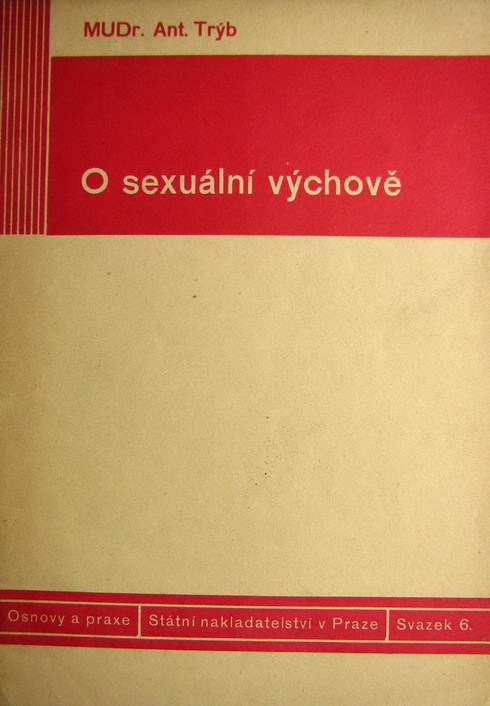 MUDr. Ant. Trýb
O sexuální výchově
Osnovy a praxe
Státní nakladatelství v Praze
Svazek 6.